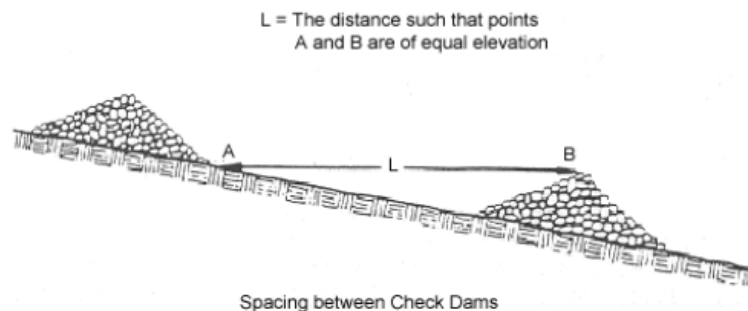 L = The distance such that points
A and B are of equal elevation
A
B
L
Spacing between Check Dams